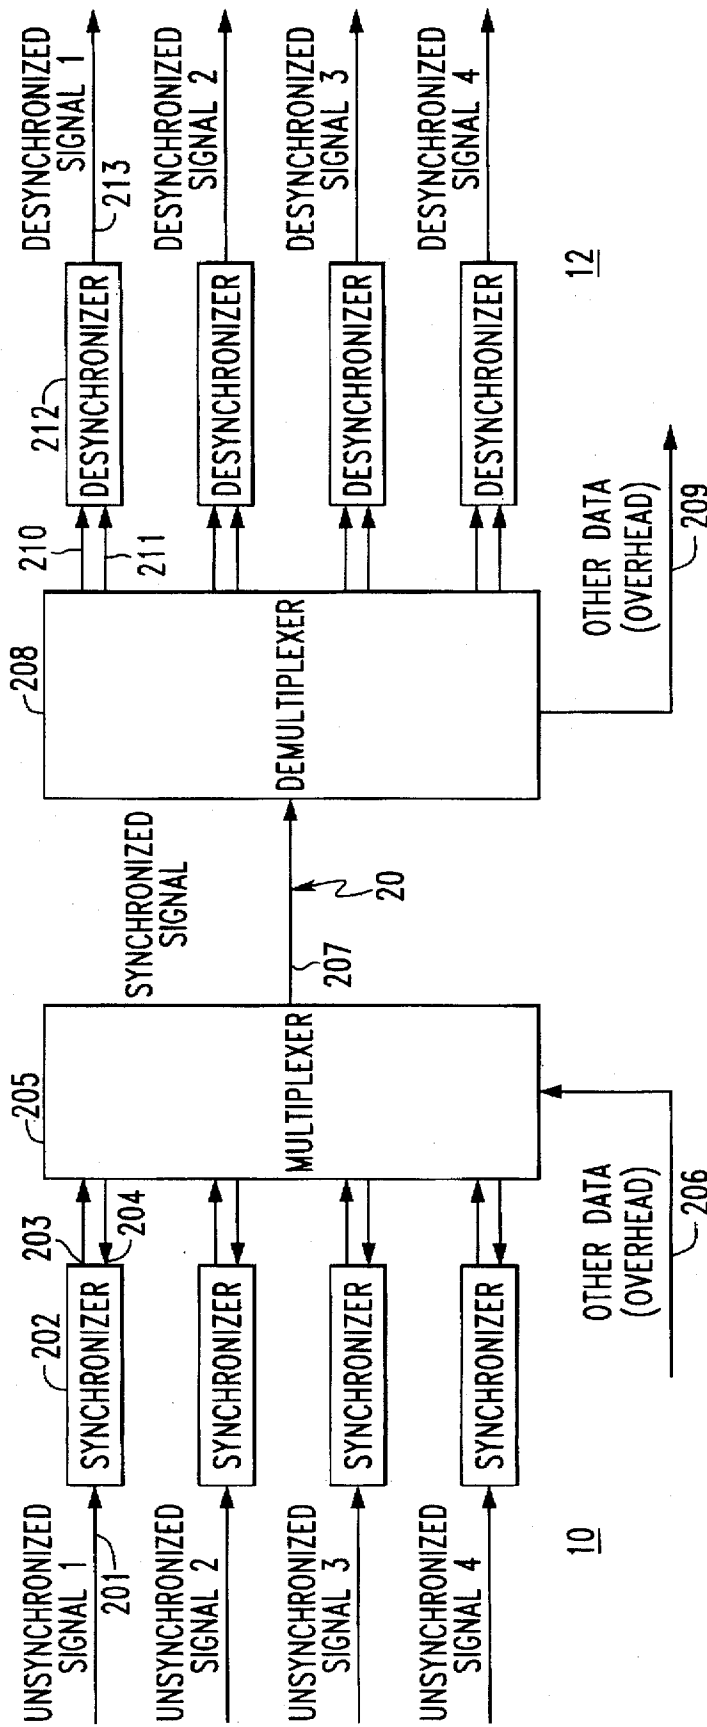 UNSYNCHRONIZED
SIGNAL 1
201
UNSYNCHRONIZED
SIGNAL 2
UNSYNCHRONIZED
SIGNAL 3
UNSYNCHRONIZED
SIGNAL 4
10
202
SYNCHRONIZER
SYNCHRONIZER
SYNCHRONIZER
SYNCHRONIZER
203
204
205
MULTIPLEXER
OTHER DATA
(OVERHEAD)
206
SYNCHRONIZED
SIGNAL
207
20
208
DEMULTIPLEXER
OTHER DATA
(OVERHEAD)
209
210
211
212
DESYNCHRONIZER
DESYNCHRONIZER
DESYNCHRONIZER
DESYNCHRONIZER
DESYNCHRONIZED
SIGNAL 1
213
DESYNCHRONIZED
SIGNAL 2
DESYNCHRONIZED
SIGNAL 3
DESYNCHRONIZED
SIGNAL 4
12